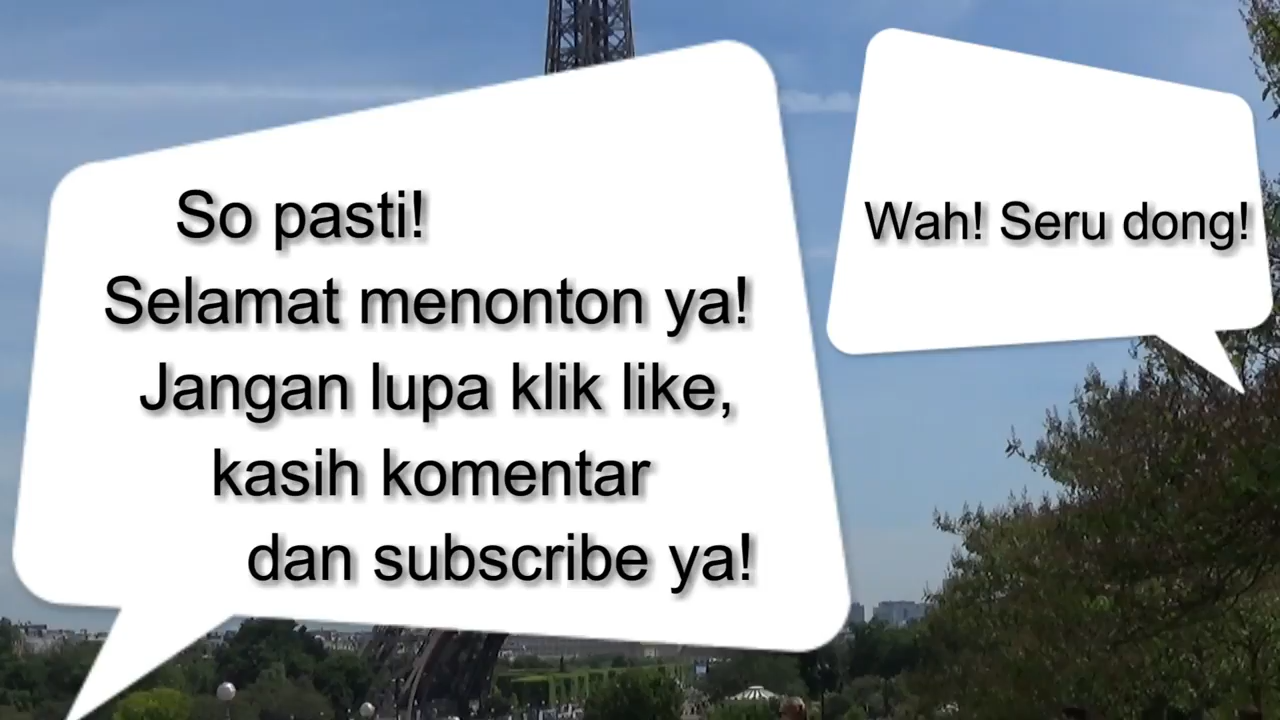 Wah! Seru dong!
So pasti!
Selamat menonton ya!
Jangan lupa klik like,
kasih komentar
dan subscribe ya!